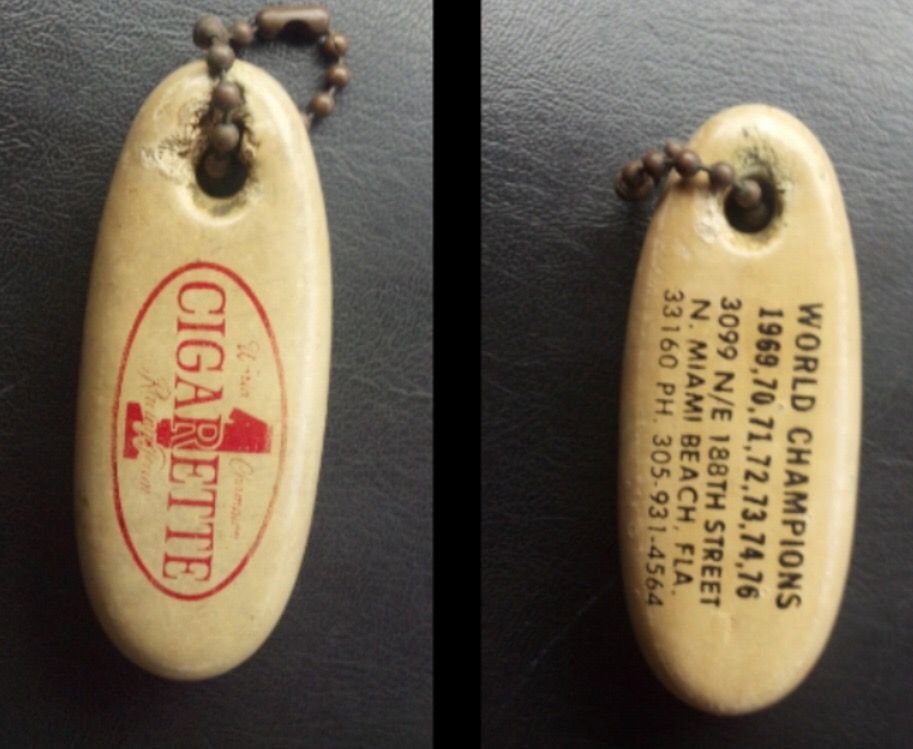 CIGARETTE
1
WORLD CHAMPIONS
1969,70,71,72,73,74,76
3099 N/E 188TH STREET
N. MIAMI BEACH, FLA.
33160 PH. 305-931-4564